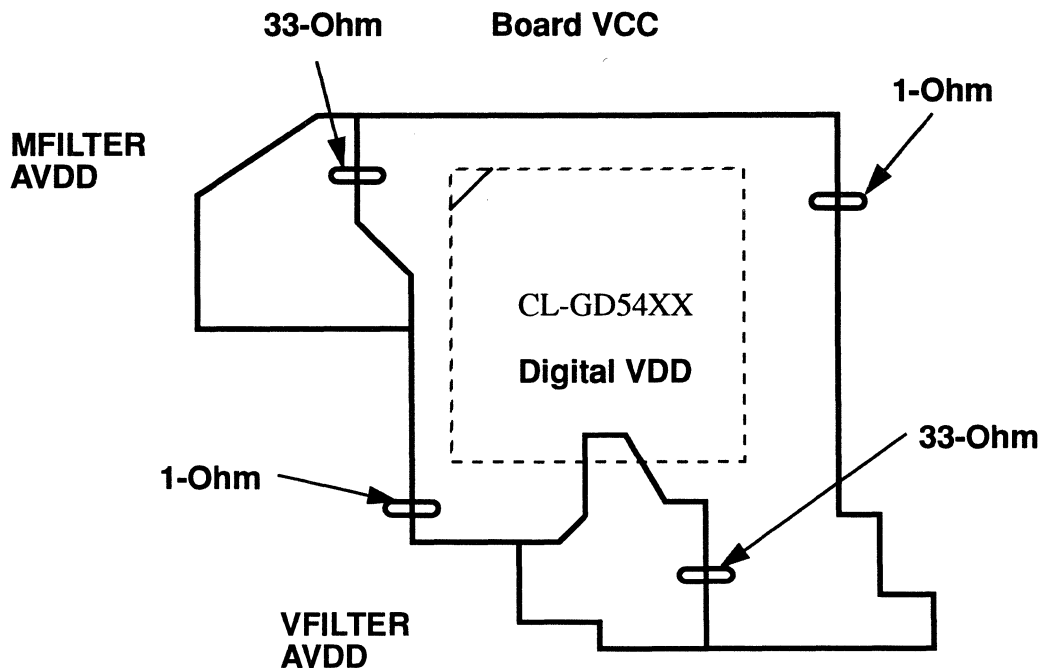 33-Ohm
Board VCC
1-Ohm
MFILTER
AVDD
CL-GD54XX
Digital VDD
33-Ohm
1-Ohm
VFILTER
AVDD